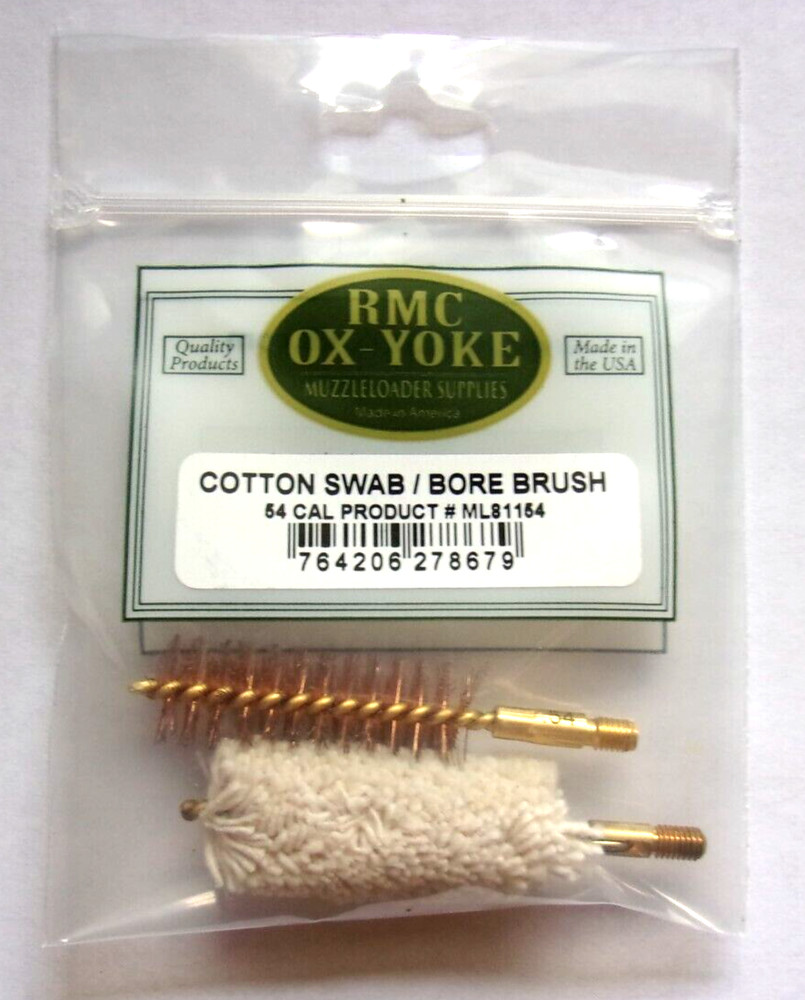 RMC
OX-YOKE
MUZZLELOADER SUPPLIES
Made in America
Quality
Products
Made in
the USA
COTTON SWAB / BORE BRUSH
54 CAL PRODUCT # ML81154
764206 278679
.54